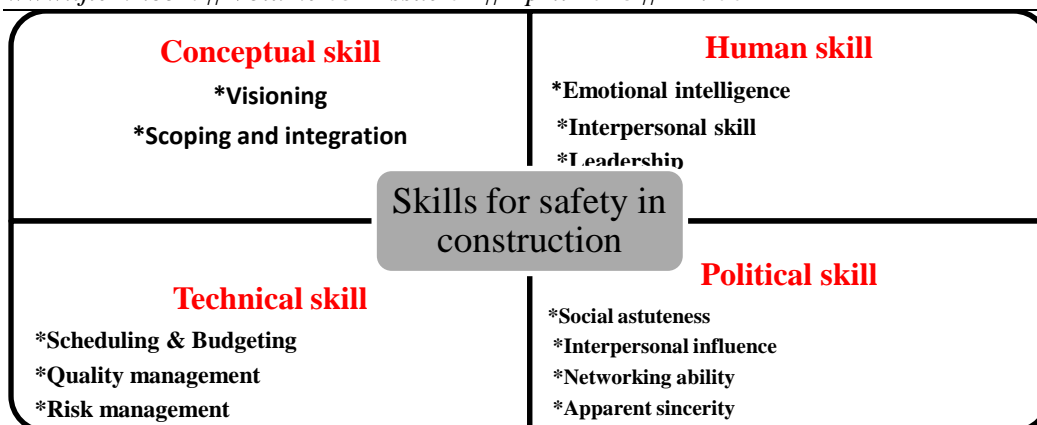 Conceptual skill
*Visioning
*Scoping and integration
Human skill
*Emotional intelligence
*Interpersonal skill
*Leadership
Skills for safety in
construction
Technical skill
*Scheduling & Budgeting
*Quality management
*Risk management
Political skill
*Social astuteness
*Interpersonal influence
*Networking ability
*Apparent sincerity